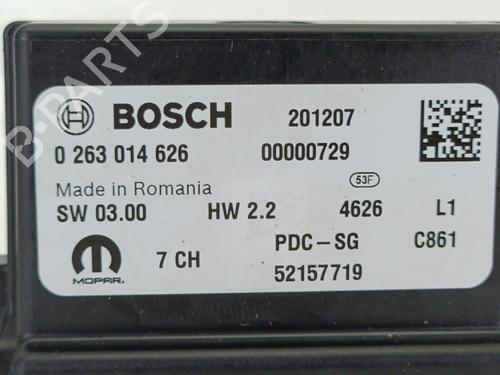 B-PARTS
BOSCH 201207
0 263 014 626 00000729
Made in Romania 53F
SW 03.00 HW 2.2 4626 L1
7 CH PDC-SG C861
MOPAR. 52157719